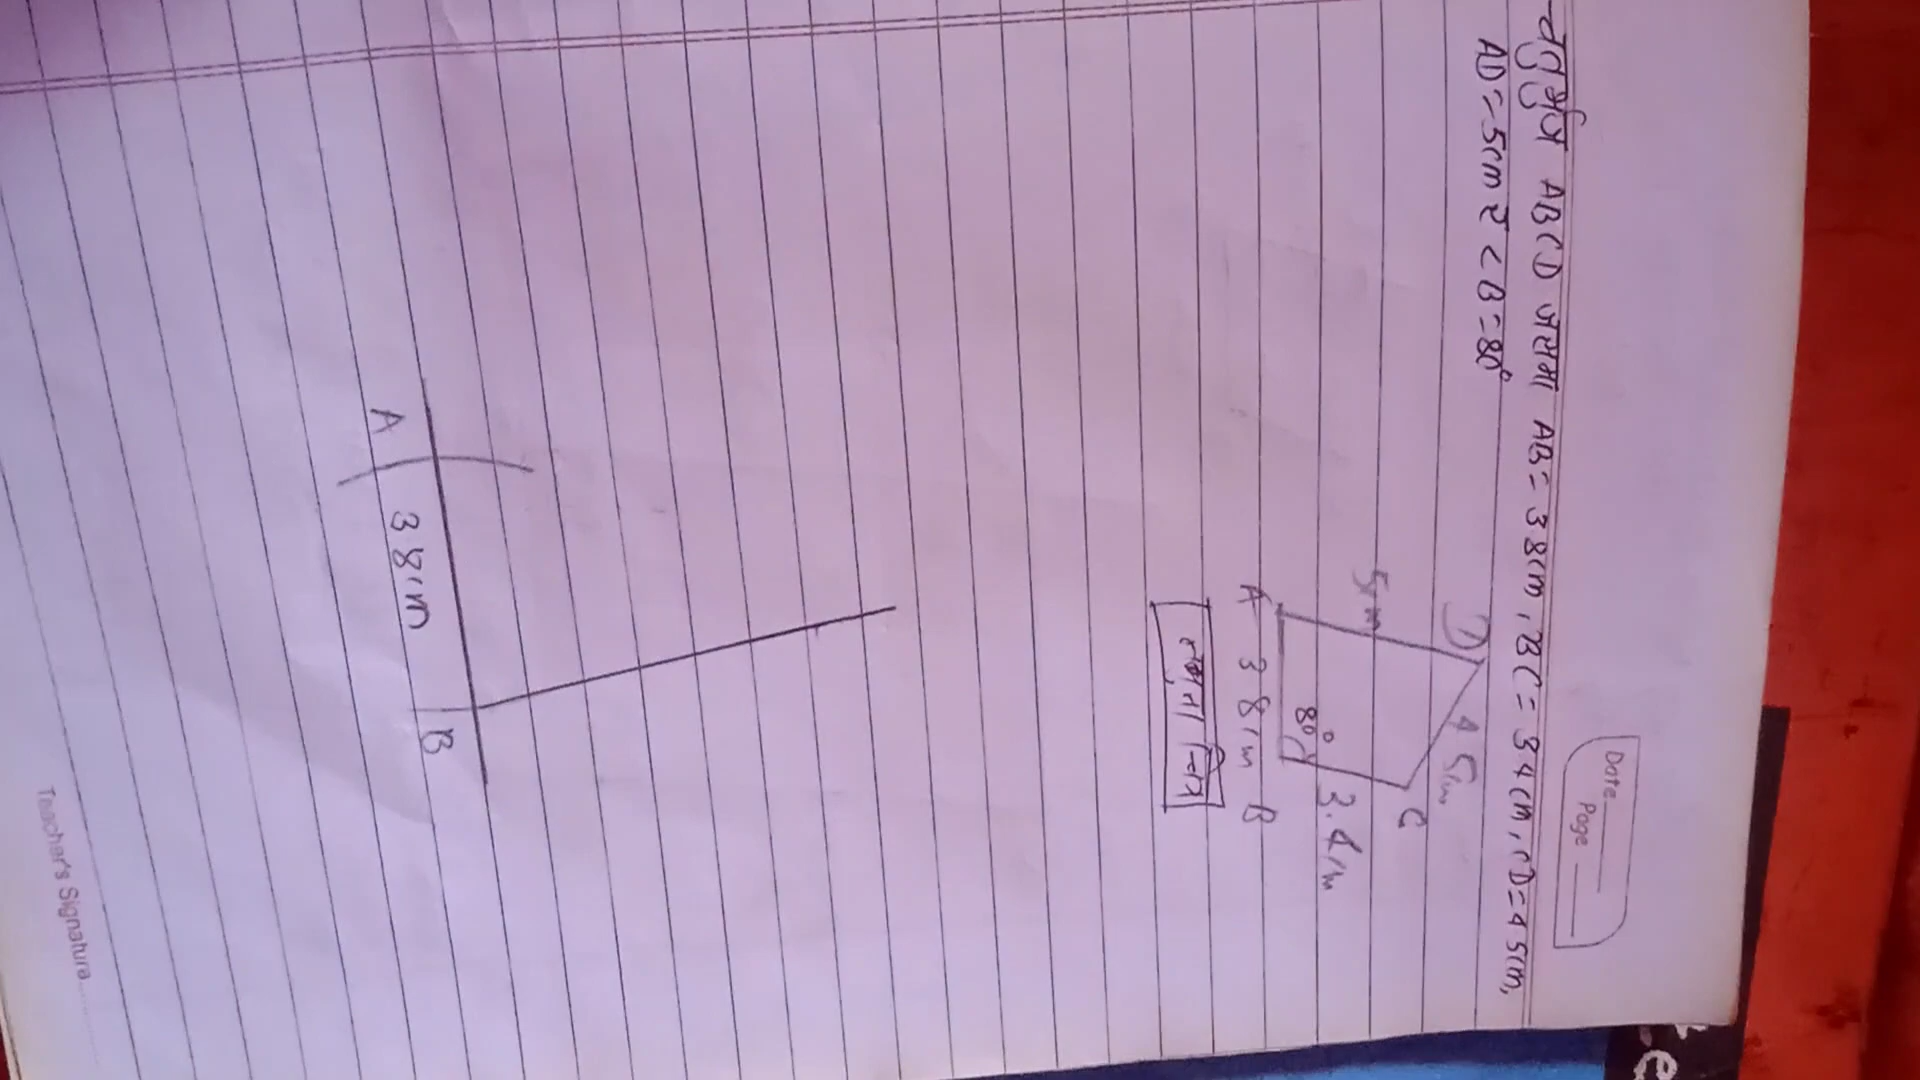 Date
Page
चतुर्भुज ABCD जसमा AB = 3 8cm, BC = 3 4cm, CD = 4 5cm,
AD = 5cm र < B = 80°
D
4 5cm
C
5cm
80°
3.4cm
A 3 8cm B
A 3 8cm B
Teacher's Signature